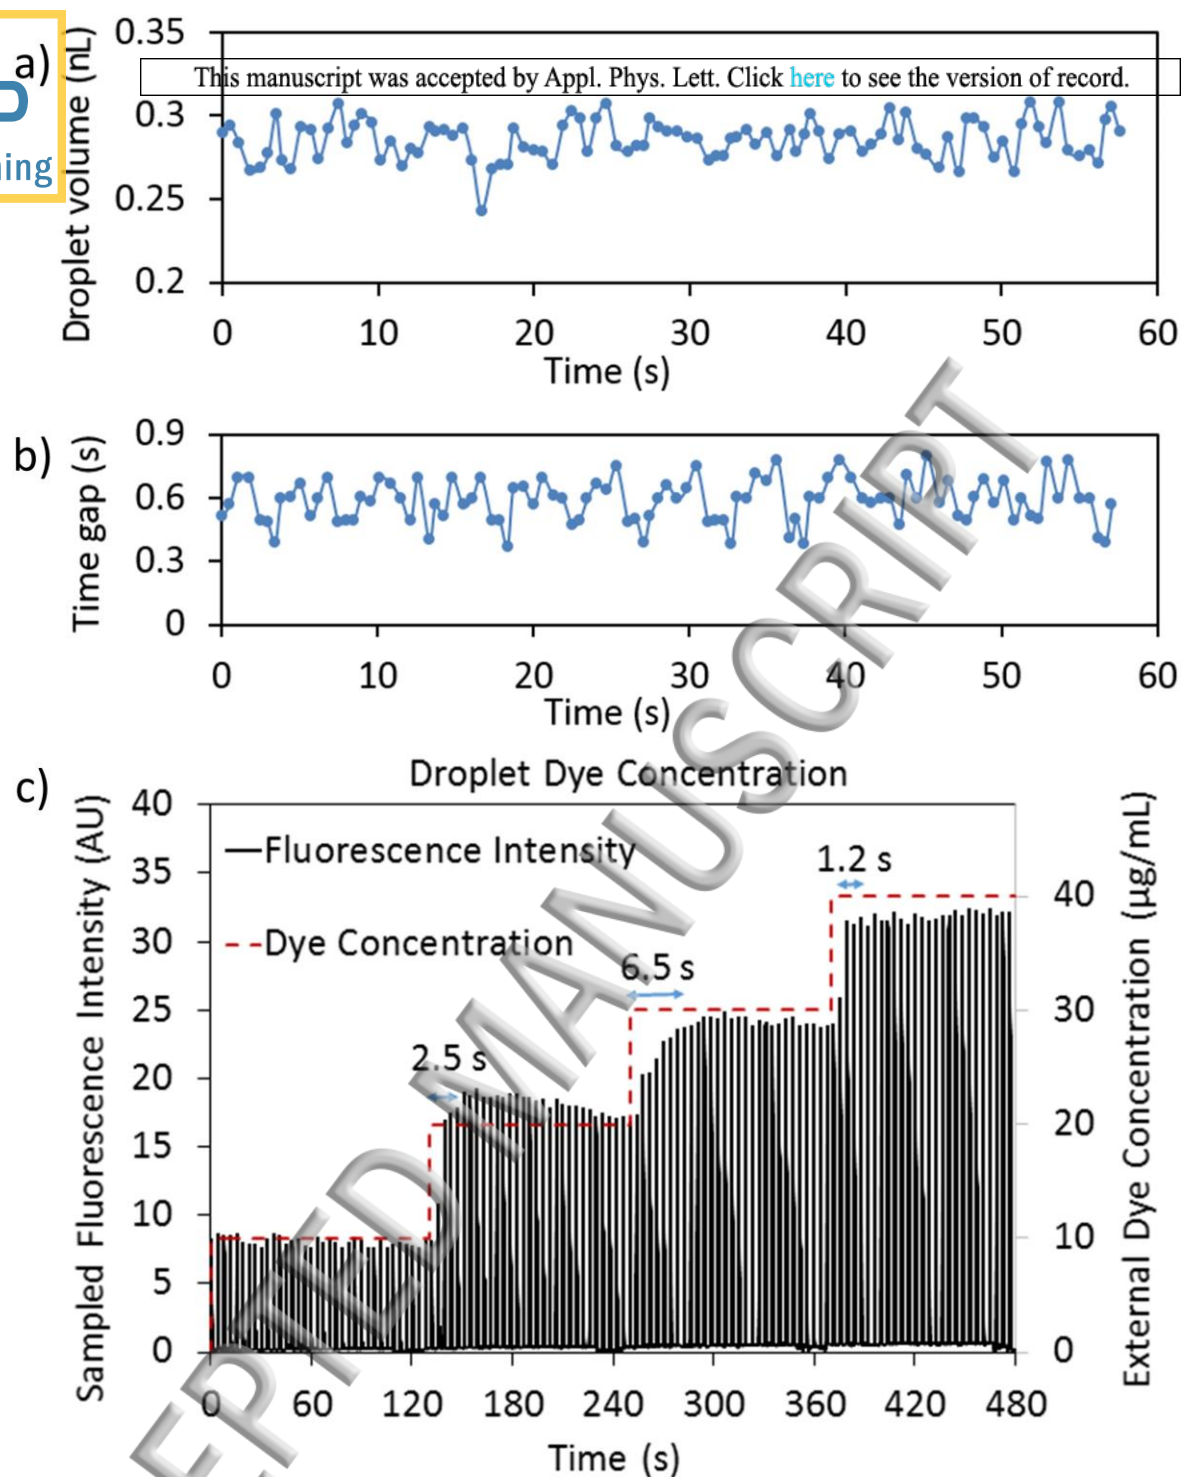 a)
ning
This manuscript was accepted by Appl. Phys. Lett. Click here to see the version of record.
Droplet volume (nL)
0.35
0.3
0.25
0.2
0 10 20 30 40 50 60
Time (s)
b)
Time gap (s)
0.9
0.6
0.3
0
0 10 20 30 40 50 60
Time (s)
c)
Droplet Dye Concentration
Sampled Fluorescence Intensity (AU)
40
35
30
25
20
15
10
5
0
Fluorescence Intensity
Dye Concentration
2.5 s
6.5 s
1.2 s
40
30
20
10
0
External Dye Concentration (µg/mL)
0 60 120 180 240 300 360 420 480
Time (s)
EPTED MANUSCRIPT